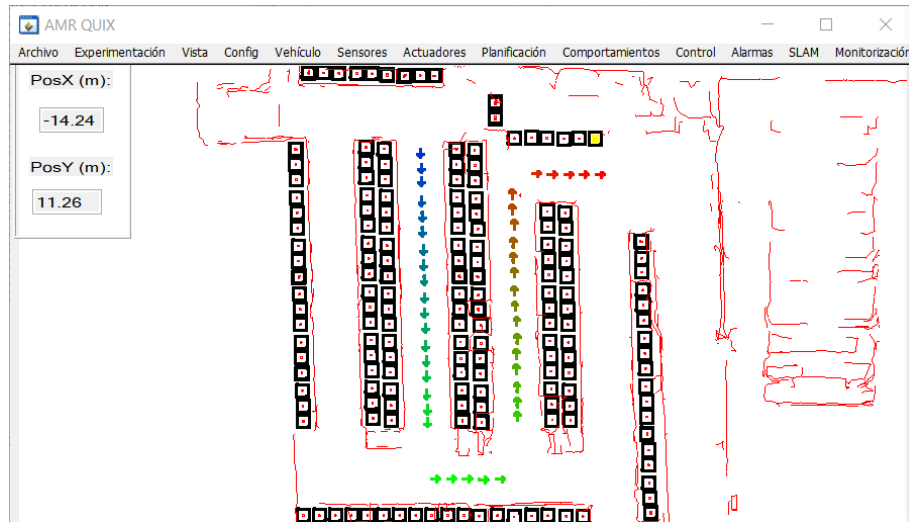 AMR QUIX
Archivo Experimentación Vista Config Vehículo Sensores Actuadores Planificación Comportamientos Control Alarmas SLAM Monitorización
PosX (m):
-14.24
PosY (m):
11.26